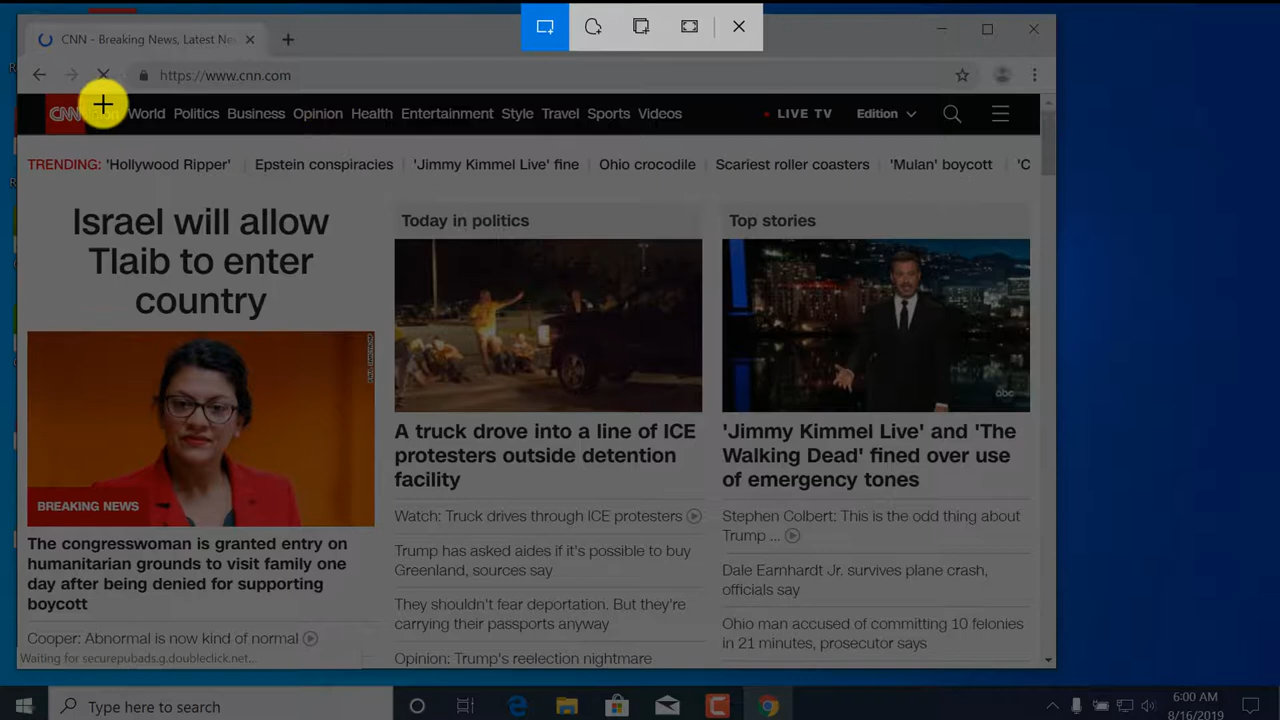 CNN - Breaking News, Latest Ne
https://www.cnn.com
CNN World Politics Business Opinion Health Entertainment Style Travel Sports Videos LIVE TV Edition
TRENDING: 'Hollywood Ripper' Epstein conspiracies 'Jimmy Kimmel Live' fine Ohio crocodile Scariest roller coasters 'Mulan' boycott 'C
Israel will allow
Tlaib to enter
country
BREAKING NEWS
The congresswoman is granted entry on
humanitarian grounds to visit family one
day after being denied for supporting
boycott
Cooper: Abnormal is now kind of normal
Today in politics
A truck drove into a line of ICE
protesters outside detention
facility
Watch: Truck drives through ICE protesters
Trump has asked aides if it's possible to buy
Greenland, sources say
They shouldn't fear deportation. But they're
carrying their passports anyway
Opinion: Trump's reelection nightmare
Top stories
abc
'Jimmy Kimmel Live' and 'The
Walking Dead' fined over use
of emergency tones
Stephen Colbert: This is the odd thing about
Trump ...
Dale Earnhardt Jr. survives plane crash,
officials say
Ohio man accused of committing 10 felonies
in 21 minutes, prosecutor says
Waiting for securepubads.g.doubleclick.net...
Type here to search
6:00 AM
8/16/2019